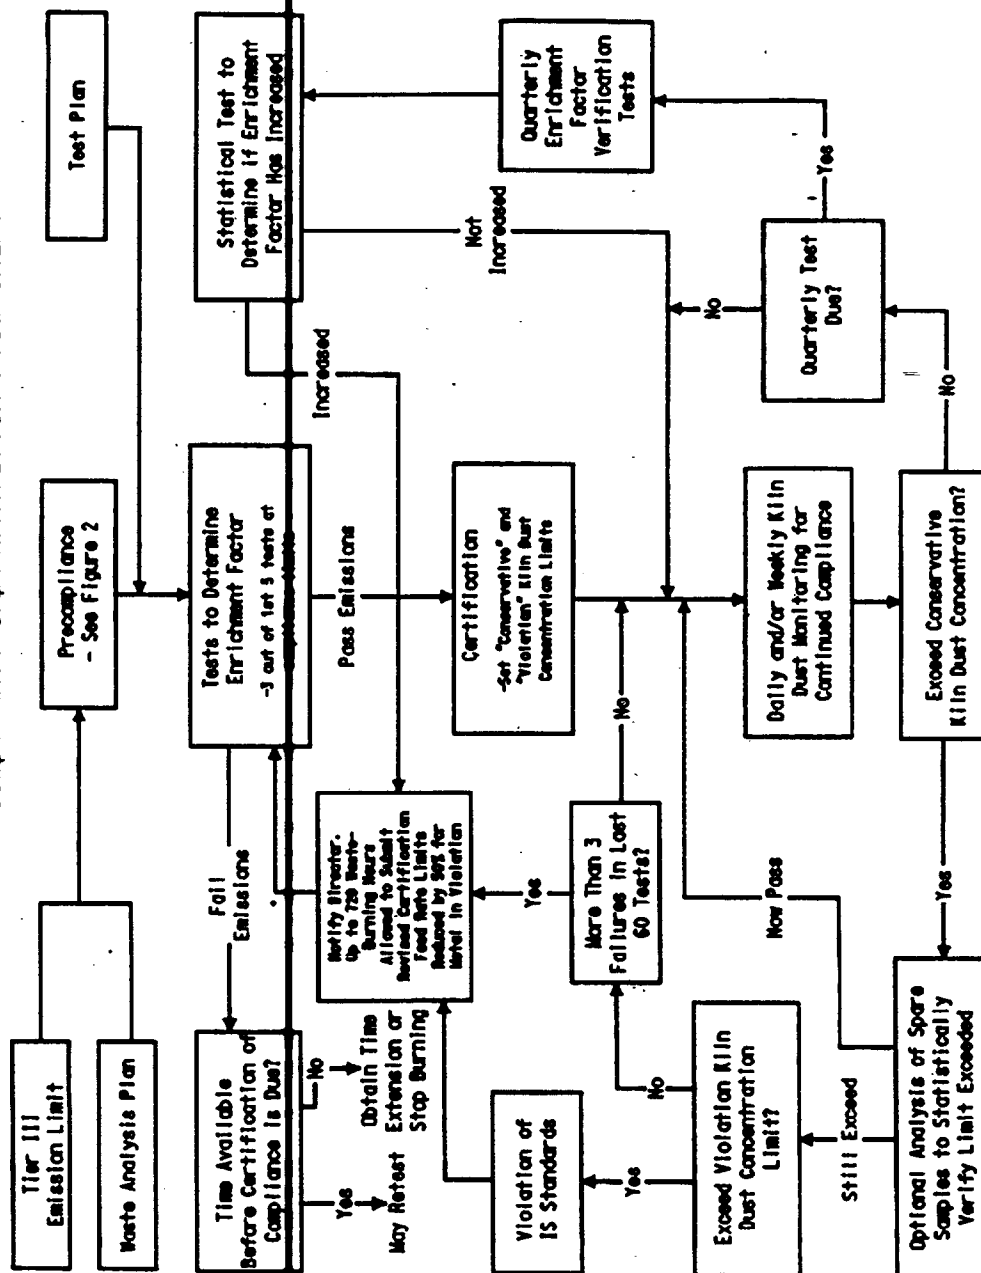 Tier III
Emission Limit
Waste Analysis Plan
Precompliance
- See Figure 2
Test Plan
Time Available
Before Certification of
Compliance is Due?
Fail
Emissions
Tests to Determine
Enrichment Factor
-3 out of 1st 5 tests at
Statistical Test to
Determine if Enrichment
Factor Has Increased
Yes
No
May Retest
Obtain Time
Extension or
Stop Burning
Notify Director.
Up to 720 Waste-
Burning Hours
Allowed to Submit
Revised Certification
Feed Rate Limits
Reduced by 50% for
Metal in Violation
Pass Emissions
Increased
Not
Increased
Violation of
IS Standards
Yes
Yes
More Than 3
Failures in Last
60 Tests?
No
Certification
-Set "Conservative" and
"Violation" Kiln Dust
Concentration Limits
Quarterly
Enrichment
Factor
Verification
Tests
Exceed Violation Kiln
Dust Concentration
Limit?
No
Now Pass
Daily and/or Weekly Kiln
Dust Monitoring for
Continued Compliance
No
Quarterly Test
Due?
Yes
Still Exceed
Optional Analysis of Spare
Samples to Statistically
Verify Limit Exceeded
Yes
Exceed Conservative
Kiln Dust Concentration?
No